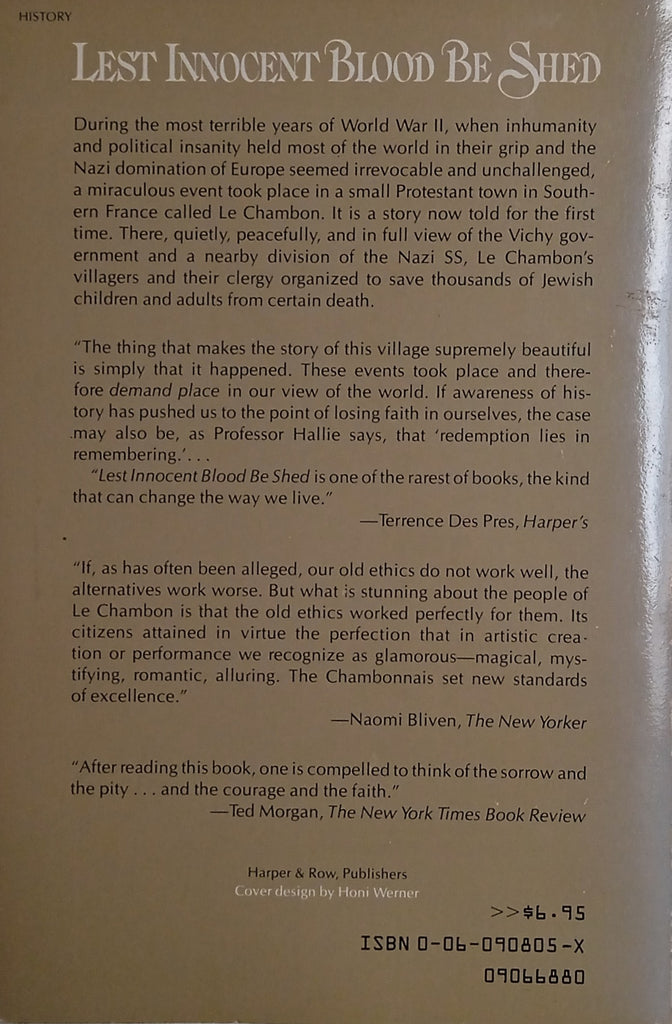 HISTORY
LEST INNOCENT BLOOD BE SHED
During the most terrible years of World War II, when inhumanity
and political insanity held most of the world in their grip and the
Nazi domination of Europe seemed irrevocable and unchallenged,
a miraculous event took place in a small Protestant town in South-
ern France called Le Chambon. It is a story now told for the first
time. There, quietly, peacefully, and in full view of the Vichy gov-
ernment and a nearby division of the Nazi SS, Le Chambon's
villagers and their clergy organized to save thousands of Jewish
children and adults from certain death.
“The thing that makes the story of this village supremely beautiful
is simply that it happened. These events took place and there-
fore demand place in our view of the world. If awareness of his-
tory has pushed us to the point of losing faith in ourselves, the case
may also be, as Professor Hallie says, that ‘redemption lies in
remembering.’. . .
“Lest Innocent Blood Be Shed is one of the rarest of books, the kind
that can change the way we live.”
—Terrence Des Pres, Harper's
“If, as has often been alleged, our old ethics do not work well, the
alternatives work worse. But what is stunning about the people of
Le Chambon is that the old ethics worked perfectly for them. Its
citizens attained in virtue the perfection that in artistic crea-
tion or performance we recognize as glamorous—magical, mys-
tifying, romantic, alluring. The Chambonnais set new standards
of excellence.”
—Naomi Bliven, The New Yorker
“After reading this book, one is compelled to think of the sorrow and
the pity . . . and the courage and the faith.”
—Ted Morgan, The New York Times Book Review
Harper & Row, Publishers
Cover design by Honi Werner
>>$6.95
ISBN 0-06-090805-X
09066880